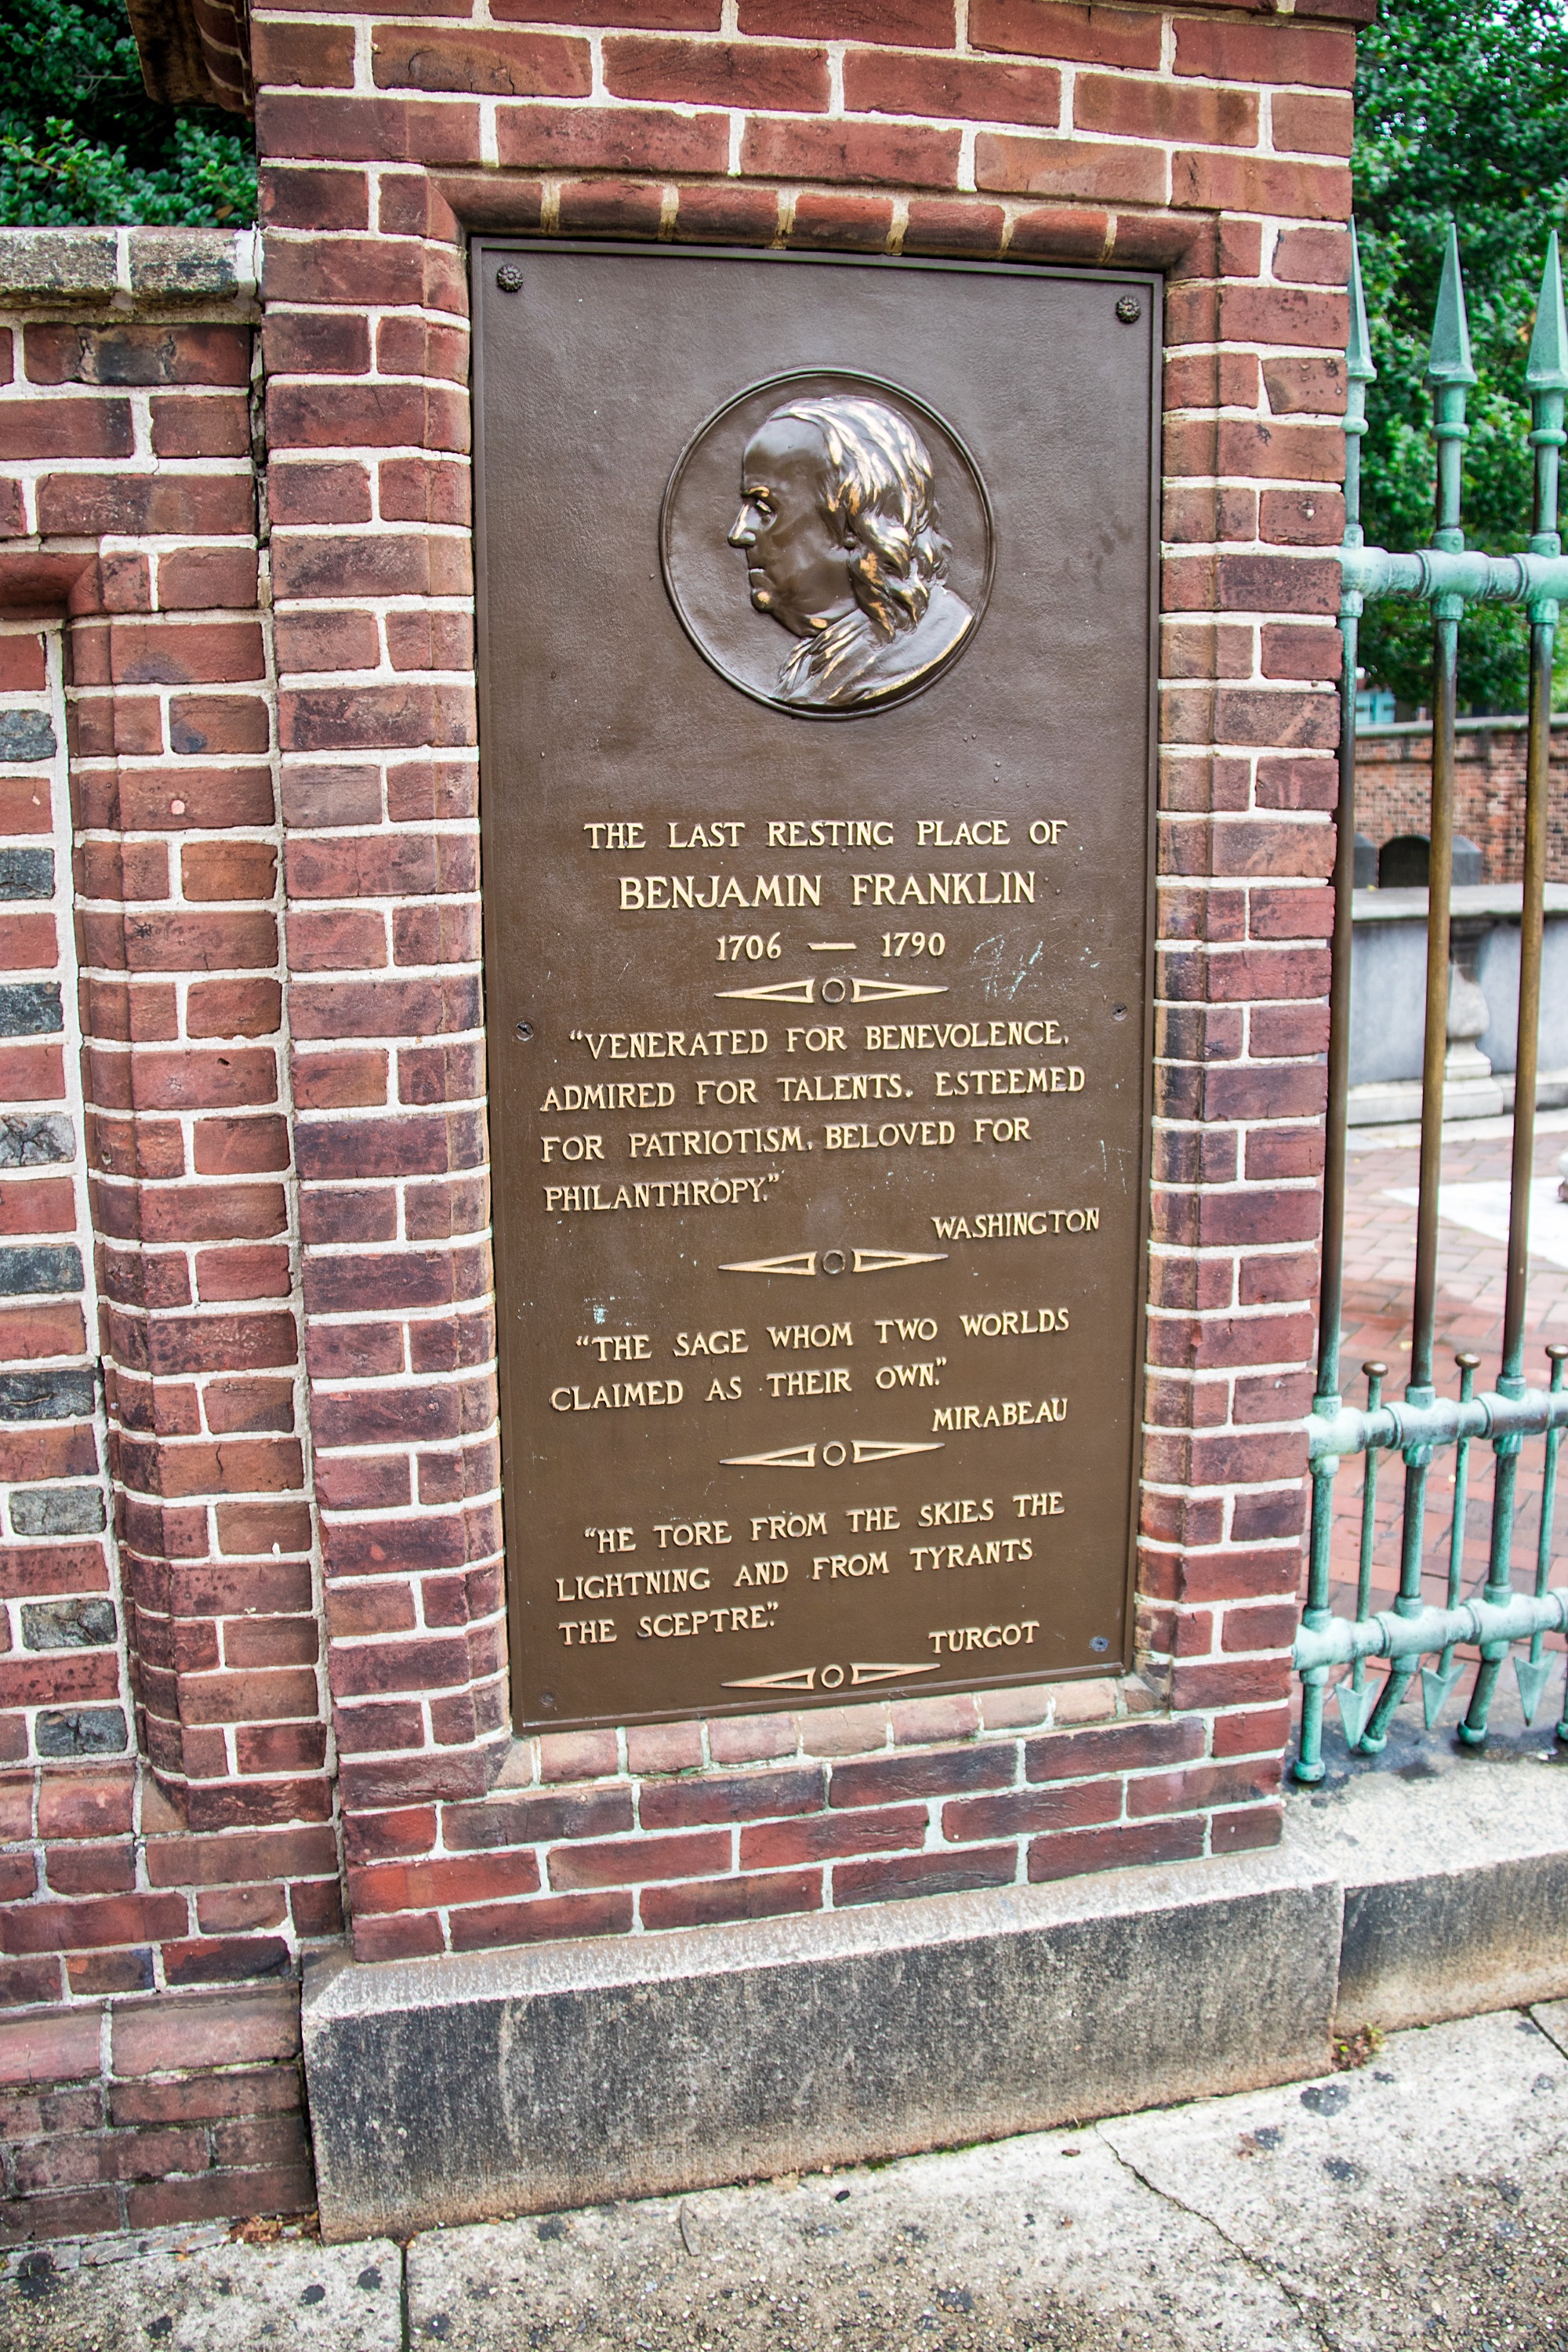 THE LAST RESTING PLACE OF
BENJAMIN FRANKLIN
1706 — 1790
“VENERATED FOR BENEVOLENCE,
ADMIRED FOR TALENTS, ESTEEMED
FOR PATRIOTISM, BELOVED FOR
PHILANTHROPY.”
WASHINGTON
“THE SAGE WHOM TWO WORLDS
CLAIMED AS THEIR OWN.”
MIRABEAU
“HE TORE FROM THE SKIES THE
LIGHTNING AND FROM TYRANTS
THE SCEPTRE.”
TURGOT